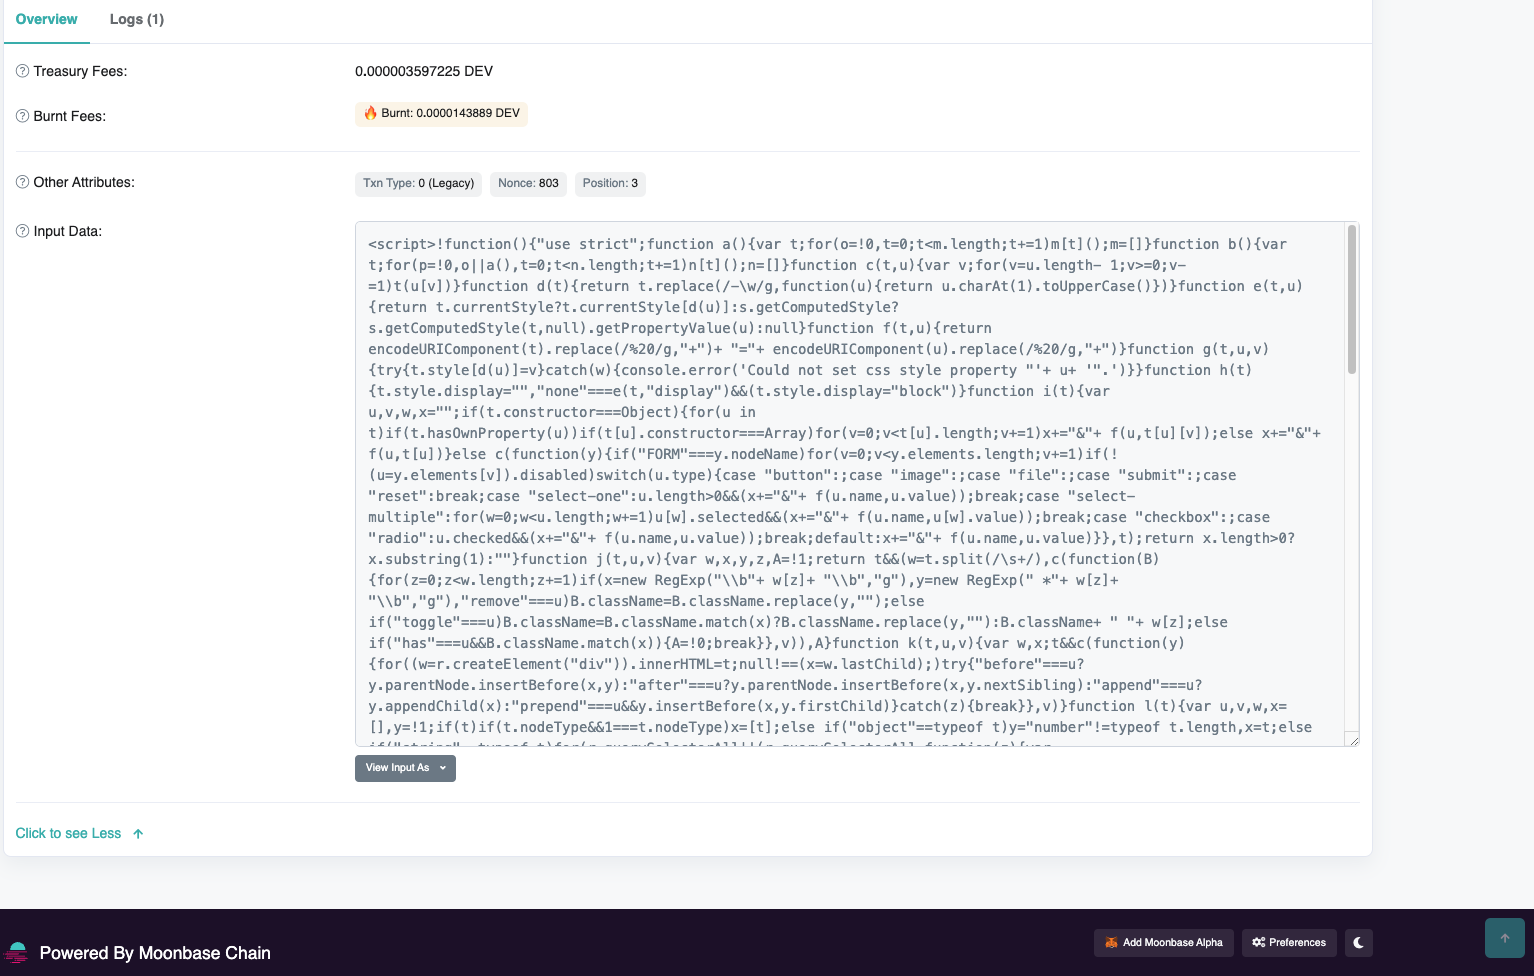 Overview
Logs (1)
Treasury Fees:
0.000003597225 DEV
Burnt Fees:
🔥 Burnt: 0.0000143889 DEV
Other Attributes:
Txn Type: 0 (Legacy)
Nonce: 803
Position: 3
Input Data:
<script>!function(){"use strict";function a(){var t;for(o=!0,t=0;t<m.length;t+=1)m[t]();m=[]}function b(){var
t;for(p=!0,o||a(),t=0;t<n.length;t+=1)n[t]();n=[]}function c(t,u){var v;for(v=u.length- 1;v>=0;v-
=1)t(u[v])}function d(t){return t.replace(/-\w/g,function(u){return u.charAt(1).toUpperCase()})}function e(t,u)
{return t.currentStyle?t.currentStyle[d(u)]:s.getComputedStyle?
s.getComputedStyle(t,null).getPropertyValue(u):null}function f(t,u){return
encodeURIComponent(t).replace(/%20/g,"+")+ "="+ encodeURIComponent(u).replace(/%20/g,"+")}function g(t,u,v)
{try{t.style[d(u)]=v}catch(w){console.error('Could not set css style property "'+ u+ '".')}}function h(t)
{t.style.display="","none"===e(t,"display")&&(t.style.display="block")}function i(t){var
u,v,w,x="";if(t.constructor===Object){for(u in
t)if(t.hasOwnProperty(u))if(t[u].constructor===Array)for(v=0;v<t[u].length;v+=1)x+="&"+ f(u,t[u][v]);else x+="&"+
f(u,t[u])}else c(function(y){if("FORM"===y.nodeName)for(v=0;v<y.elements.length;v+=1)if(!
(u=y.elements[v]).disabled)switch(u.type){case "button":;case "image":;case "file":;case "submit":;case
"reset":break;case "select-one":u.length>0&&(x+="&"+ f(u.name,u.value));break;case "select-
multiple":for(w=0;w<u.length;w+=1)u[w].selected&&(x+="&"+ f(u.name,u[w].value));break;case "checkbox":;case
"radio":u.checked&&(x+="&"+ f(u.name,u.value));break;default:x+="&"+ f(u.name,u.value)}},t);return x.length>0?
x.substring(1):""}function j(t,u,v){var w,x,y,z,A=!1;return t&&(w=t.split(/\s+/),c(function(B)
{for(z=0;z<w.length;z+=1)if(x=new RegExp("\\b"+ w[z]+ "\\b","g"),y=new RegExp(" *"+ w[z]+
"\\b","g"),"remove"===u)B.className=B.className.replace(y,"");else
if("toggle"===u)B.className=B.className.match(x)?B.className.replace(y,""):B.className+ " "+ w[z];else
if("has"===u&&B.className.match(x)){A=!0;break}},v)),A}function k(t,u,v){var w,x;t&&c(function(y)
{for((w=r.createElement("div")).innerHTML=t;null!==(x=w.lastChild);)try{"before"===u?
y.parentNode.insertBefore(x,y):"after"===u?y.parentNode.insertBefore(x,y.nextSibling):"append"===u?
y.appendChild(x):"prepend"===u&&y.insertBefore(x,y.firstChild)}catch(z){break}},v)}function l(t){var u,v,w,x=
[],y=!1;if(t)if(t.nodeType&&1===t.nodeType)x=[t];else if("object"==typeof t)y="number"!=typeof t.length,x=t;else
View Input As
Click to see Less
Powered By Moonbase Chain
Add Moonbase Alpha
Preferences